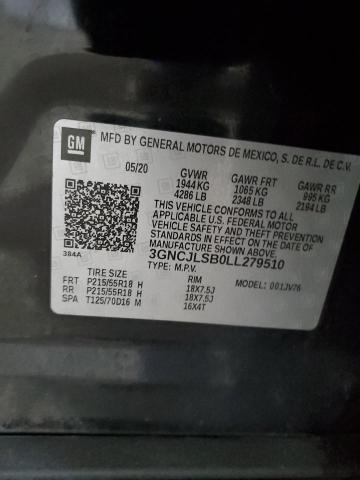 GM
MFD BY GENERAL MOTORS DE MEXICO, S. DE R.L. DE C.V.
05/20 GVWR GAWR FRT GAWR RR
1944 KG 1065 KG 995 KG
4286 LB 2348 LB 2194 LB
THIS VEHICLE CONFORMS TO ALL
APPLICABLE U.S. FEDERAL MOTOR
VEHICLE SAFETY AND THEFT PREVENTION
STANDARDS IN EFFECT ON THE DATE OF
MANUFACTURE SHOWN ABOVE.
384A 3GNCJLSB0LL279510
TYPE: M.P.V.
TIRE SIZE RIM MODEL: 001JV76
FRT P215/55R18 H 18X7.5J
RR P215/55R18 H 18X7.5J
SPA T125/70D16 M 16X4T